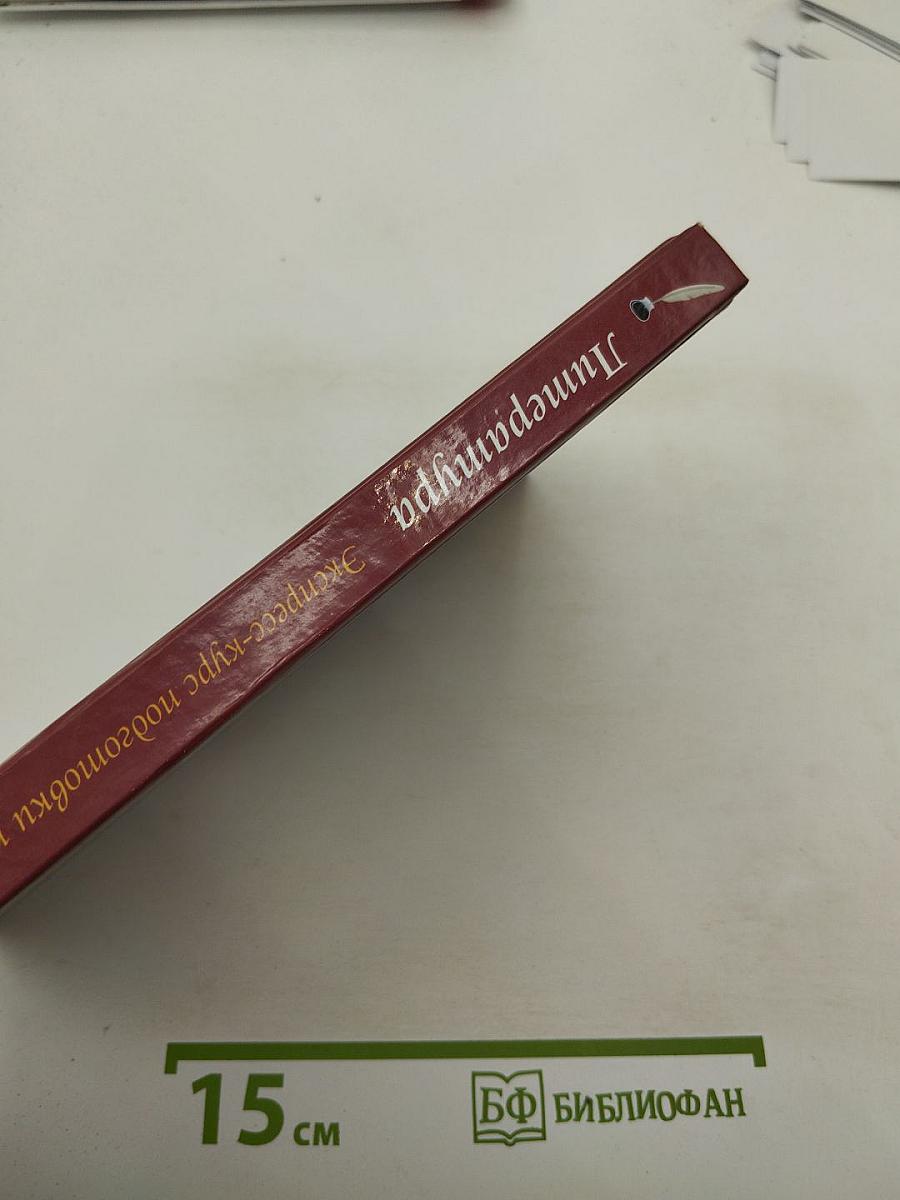 Литература
Экспресс-курс подготовки
15 см
БФ БИБЛИОФАН